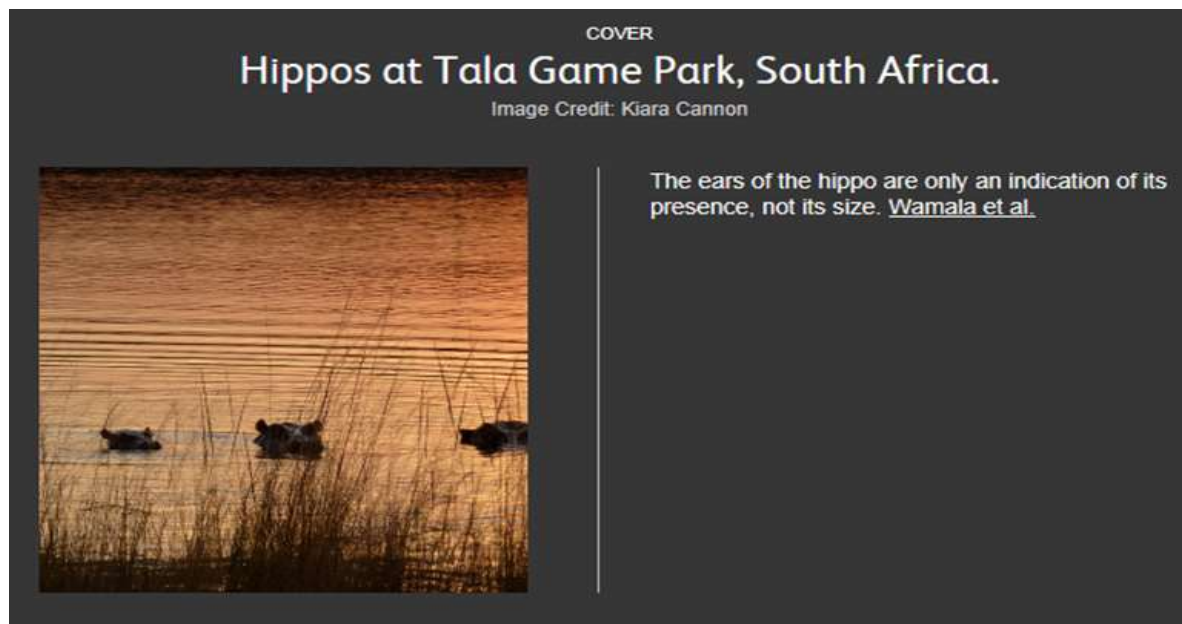 COVER
Hippos at Tala Game Park, South Africa.
Image Credit: Kiara Cannon
The ears of the hippo are only an indication of its
presence, not its size. Wamala et al.